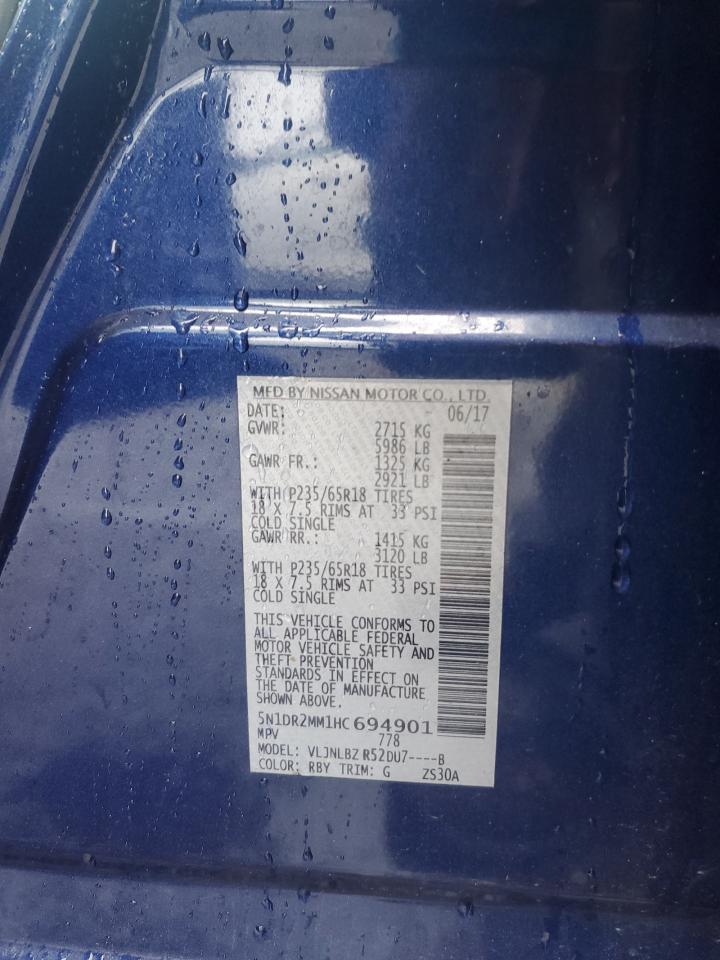 MFD BY NISSAN MOTOR CO., LTD.
DATE: 06/17
GVWR: 2715 KG
5986 LB
GAWR FR.: 1325 KG
2921 LB
WITH P235/65R18 TIRES
18 X 7.5 RIMS AT 33 PSI
COLD SINGLE
GAWR RR.: 1415 KG
3120 LB
WITH P235/65R18 TIRES
18 X 7.5 RIMS AT 33 PSI
COLD SINGLE
THIS VEHICLE CONFORMS TO
ALL APPLICABLE FEDERAL
MOTOR VEHICLE SAFETY AND
THEFT PREVENTION
STANDARDS IN EFFECT ON
THE DATE OF MANUFACTURE
SHOWN ABOVE.
5N1DR2MM1HC694901
MPV 778
MODEL: VLJNLBZ R52DU7----B
COLOR: RBY TRIM: G ZS30A